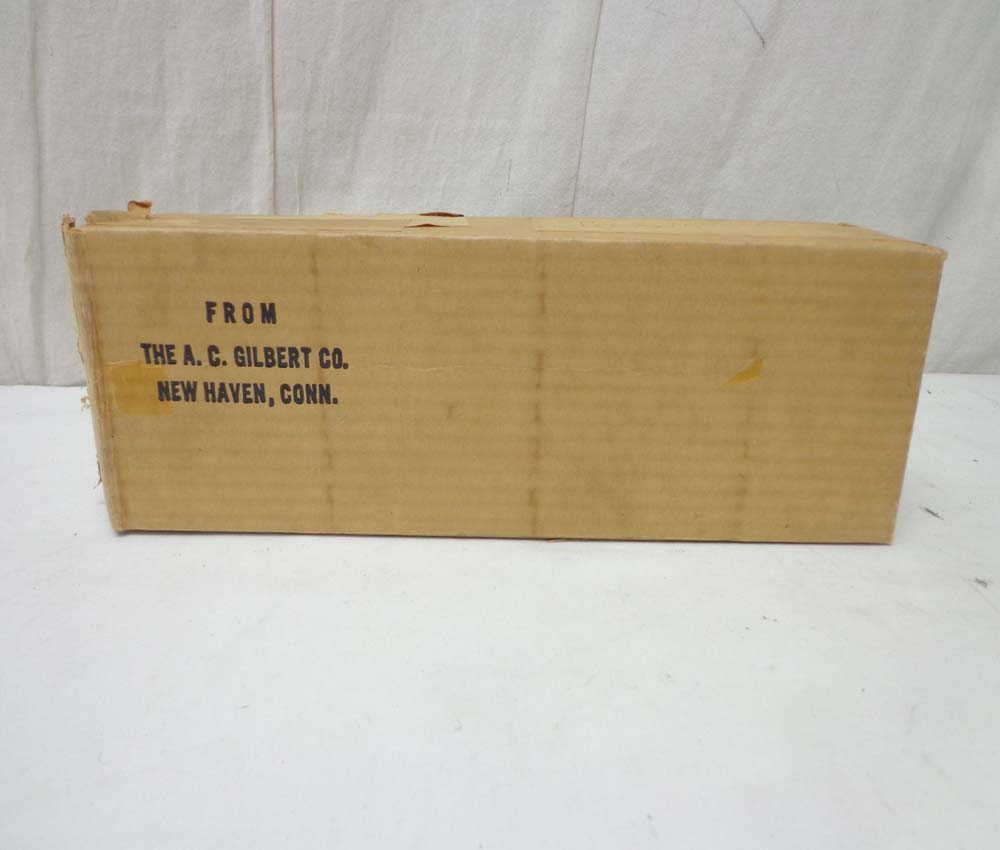 FROM
THE A. C. GILBERT CO.
NEW HAVEN, CONN.